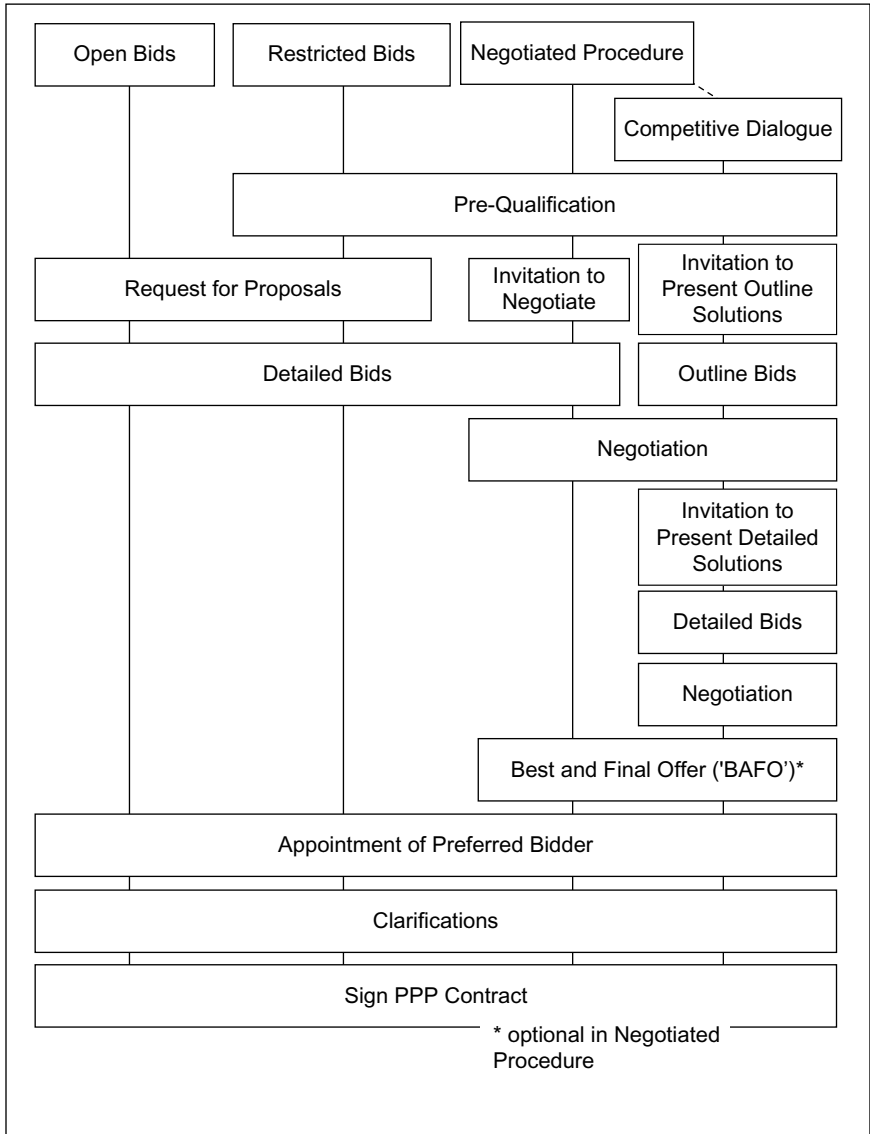 Open Bids
Restricted Bids
Negotiated Procedure
Competitive Dialogue
Pre-Qualification
Request for Proposals
Invitation to
Negotiate
Invitation to
Present Outline
Solutions
Detailed Bids
Outline Bids
Negotiation
Invitation to
Present Detailed
Solutions
Detailed Bids
Negotiation
Best and Final Offer ('BAFO’)*
Appointment of Preferred Bidder
Clarifications
Sign PPP Contract
* optional in Negotiated
Procedure